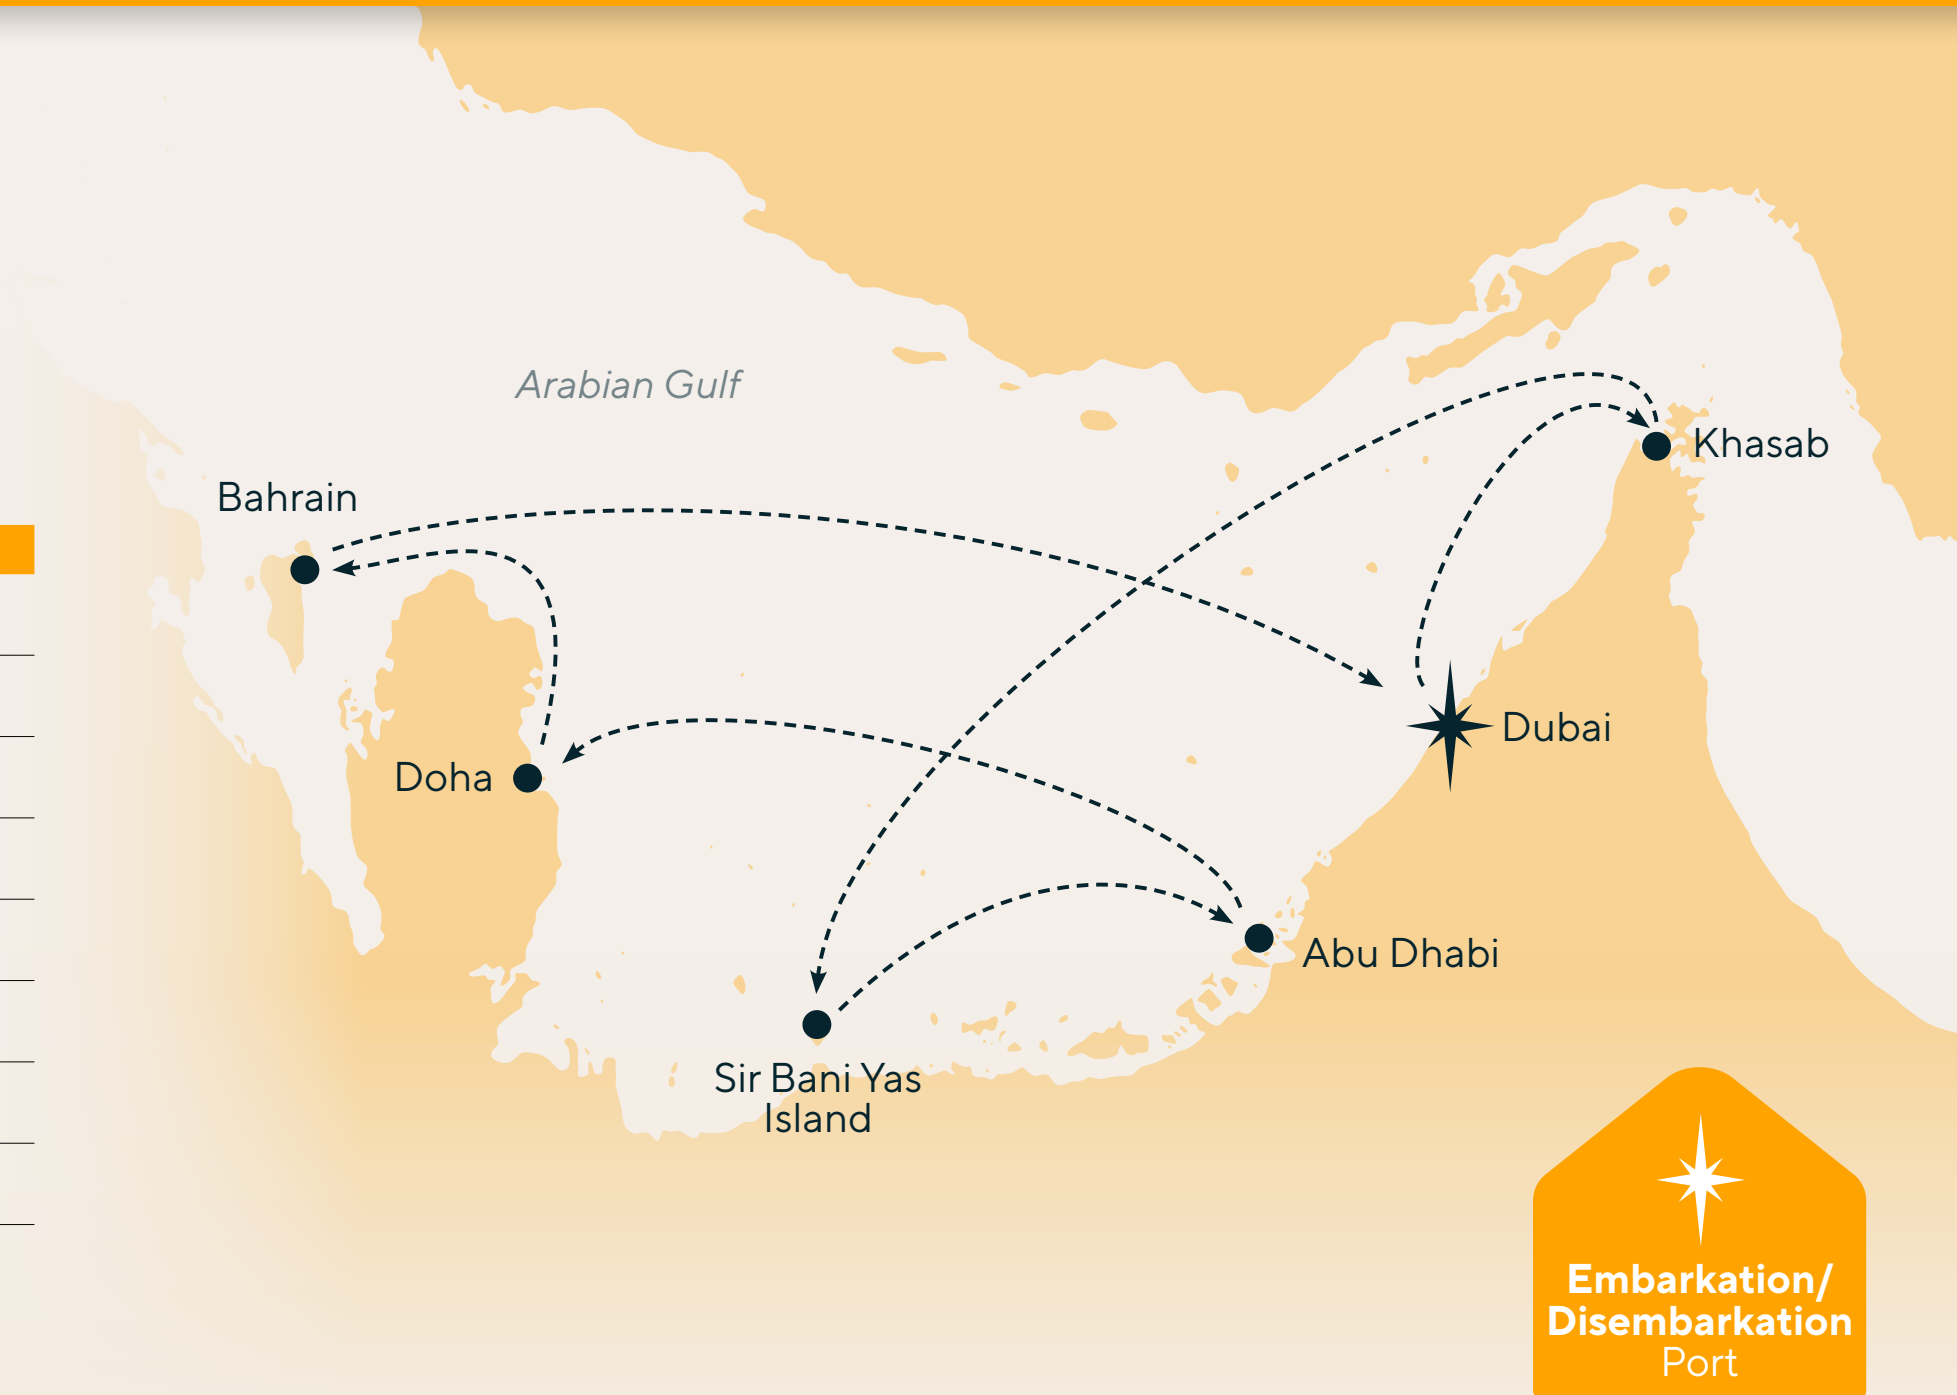 Arabian Gulf
Khasab
Bahrain
Dubai
Doha
Abu Dhabi
Sir Bani Yas
Island
Embarkation/
Disembarkation
Port